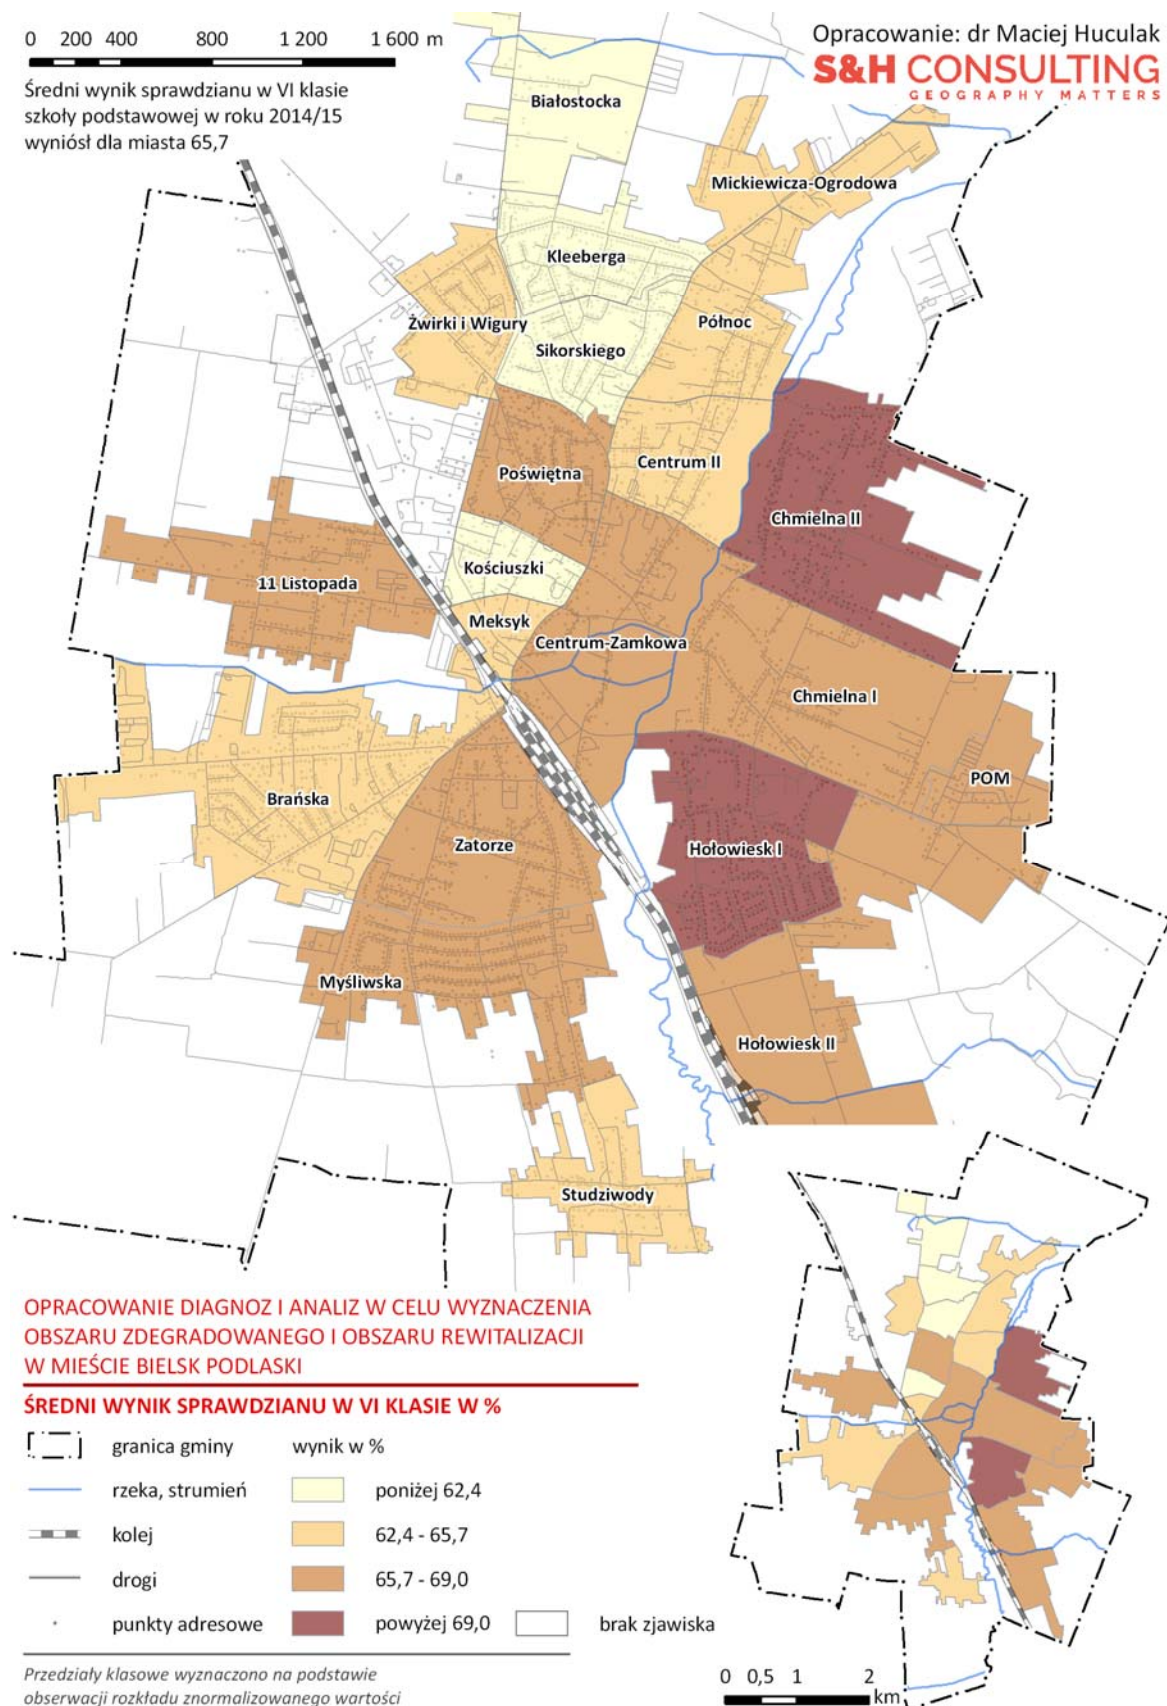 0 200 400 800 1 200 1 600 m
Opracowanie: dr Maciej Huculak
S&H CONSULTING
GEOGRAPHY MATTERS
Średni wynik sprawdzianu w VI klasie
szkoły podstawowej w roku 2014/15
wyniósł dla miasta 65,7
Białostocka
Mickiewicza-Ogrodowa
Kleeberga
Żwirki i Wigury
Północ
Sikorskiego
Poświętna
Centrum II
Chmielna II
Kościuszki
11 Listopada
Meksyk
Centrum-Zamkowa
Chmielna I
POM
Brańska
Zatorze
Hołowiesk I
Myśliwska
Hołowiesk II
Studziwody
OPRACOWANIE DIAGNOZ I ANALIZ W CELU WYZNACZENIA
OBSZARU ZDEGRADOWANEGO I OBSZARU REWITALIZACJI
W MIEŚCIE BIELSK PODLASKI
ŚREDNI WYNIK SPRAWDZIANU W VI KLASIE W %
granica gminy wynik w %
rzeka, strumień poniżej 62,4
kolej 62,4 - 65,7
drogi 65,7 - 69,0
punkty adresowe powyżej 69,0 brak zjawiska
Przedziały klasowe wyznaczono na podstawie
obserwacji rozkładu znormalizowanego wartości
0 0,5 1 2
km